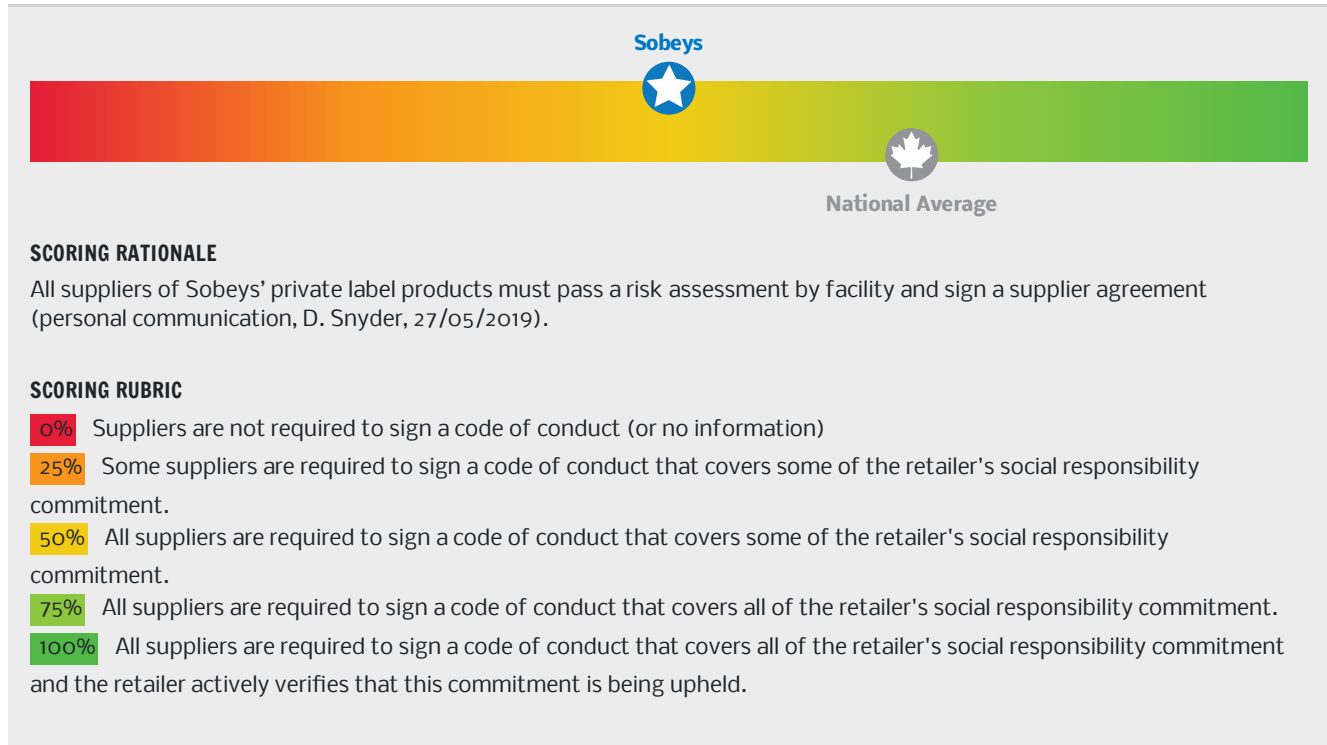 Sobeys
National Average
SCORING RATIONALE
All suppliers of Sobeys’ private label products must pass a risk assessment by facility and sign a supplier agreement
(personal communication, D. Snyder, 27/05/2019).
SCORING RUBRIC
0% Suppliers are not required to sign a code of conduct (or no information)
25% Some suppliers are required to sign a code of conduct that covers some of the retailer's social responsibility
commitment.
50% All suppliers are required to sign a code of conduct that covers some of the retailer's social responsibility
commitment.
75% All suppliers are required to sign a code of conduct that covers all of the retailer's social responsibility commitment.
100% All suppliers are required to sign a code of conduct that covers all of the retailer's social responsibility commitment
and the retailer actively verifies that this commitment is being upheld.